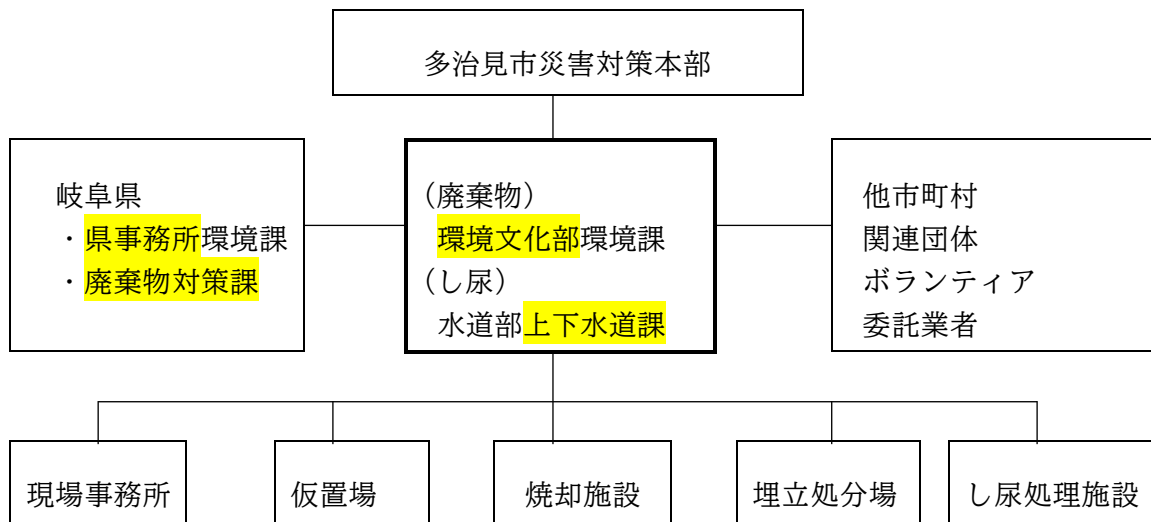 多治見市災害対策本部
岐阜県
・県事務所環境課
・廃棄物対策課
（廃棄物）
環境文化部環境課
（し尿）
水道部上下水道課
他市町村
関連団体
ボランティア
委託業者
現場事務所
仮置場
焼却施設
埋立処分場
し尿処理施設